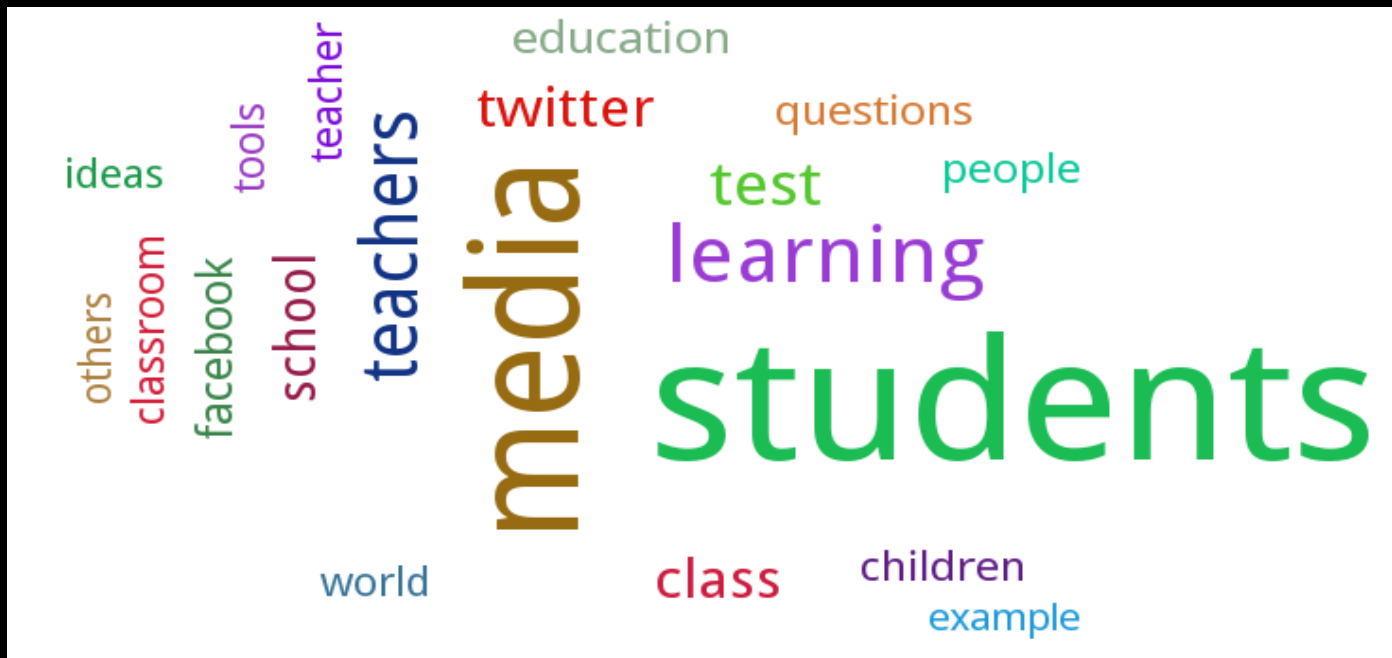 education
teacher
twitter
questions
tools
teachers
ideas
people
test
media
learning
classroom
facebook
school
others
students
world
class
children
example